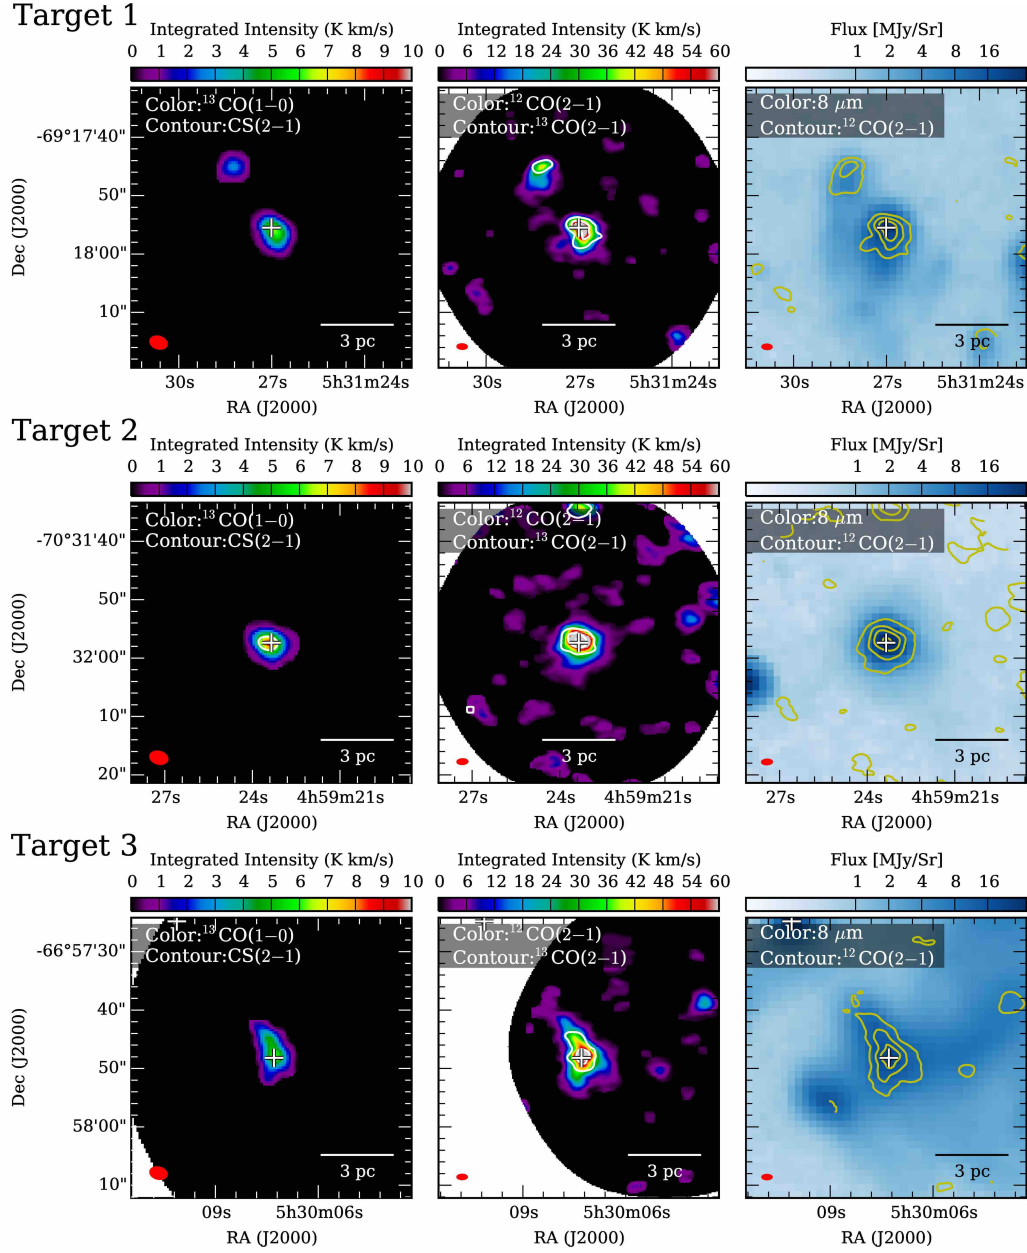 Target 1
Integrated Intensity (K km/s) Integrated Intensity (K km/s) Flux [MJy/Sr]
0 1 2 3 4 5 6 7 8 9 10 0 6 12 18 24 30 36 42 48 54 60 1 2 4 8 16
Color:¹³CO(1−0) Color:¹²CO(2−1) Color:8 μm
Contour:CS(2−1) Contour:¹³CO(2−1) Contour:¹²CO(2−1)
-69°17'40"
50"
18'00"
10"
Dec (J2000)
3 pc 3 pc 3 pc
30s 27s 5h31m24s 30s 27s 5h31m24s 30s 27s 5h31m24s
RA (J2000) RA (J2000) RA (J2000)
Target 2
Integrated Intensity (K km/s) Integrated Intensity (K km/s) Flux [MJy/Sr]
0 1 2 3 4 5 6 7 8 9 10 0 6 12 18 24 30 36 42 48 54 60 1 2 4 8 16
Color:¹³CO(1−0) Color:¹²CO(2−1) Color:8 μm
Contour:CS(2−1) Contour:¹³CO(2−1) Contour:¹²CO(2−1)
-70°31'40"
50"
32'00"
10"
20"
Dec (J2000)
3 pc 3 pc 3 pc
27s 24s 4h59m21s 27s 24s 4h59m21s 27s 24s 4h59m21s
RA (J2000) RA (J2000) RA (J2000)
Target 3
Integrated Intensity (K km/s) Integrated Intensity (K km/s) Flux [MJy/Sr]
0 1 2 3 4 5 6 7 8 9 10 0 6 12 18 24 30 36 42 48 54 60 1 2 4 8 16
Color:¹³CO(1−0) Color:¹²CO(2−1) Color:8 μm
Contour:CS(2−1) Contour:¹³CO(2−1) Contour:¹²CO(2−1)
-66°57'30"
40"
50"
58'00"
10"
Dec (J2000)
3 pc 3 pc 3 pc
09s 5h30m06s 09s 5h30m06s 09s 5h30m06s
RA (J2000) RA (J2000) RA (J2000)